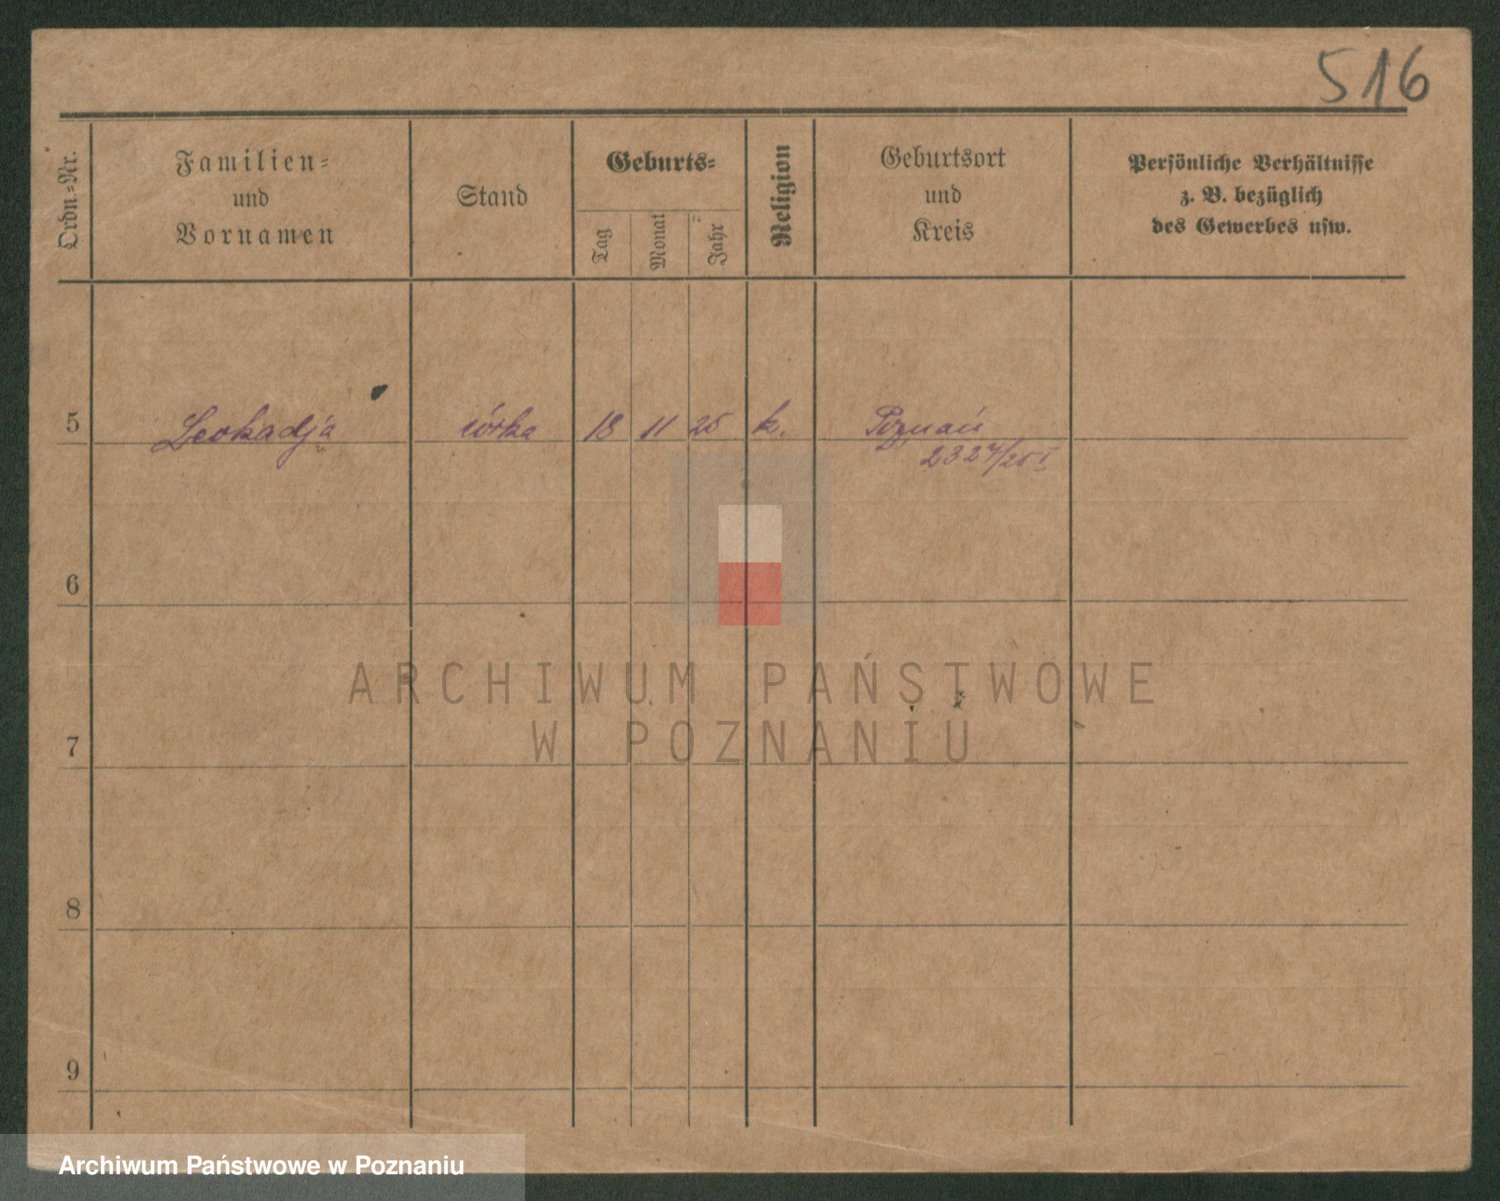 516
Ordn=Nr.
Familien=
und
Vornamen
Stand
Geburts=
Tag
Monat
Jahr
Religion
Geburtsort
und
Kreis
Persönliche Verhältnisse
z. B. bezüglich
des Gewerbes usw.
5 Leokadja córka 18 11 25 k. Poznań
2327/25 I
6
ARCHIWUM PAŃSTWOWE
W POZNANIU
7
8
9
Archiwum Państwowe w Poznaniu